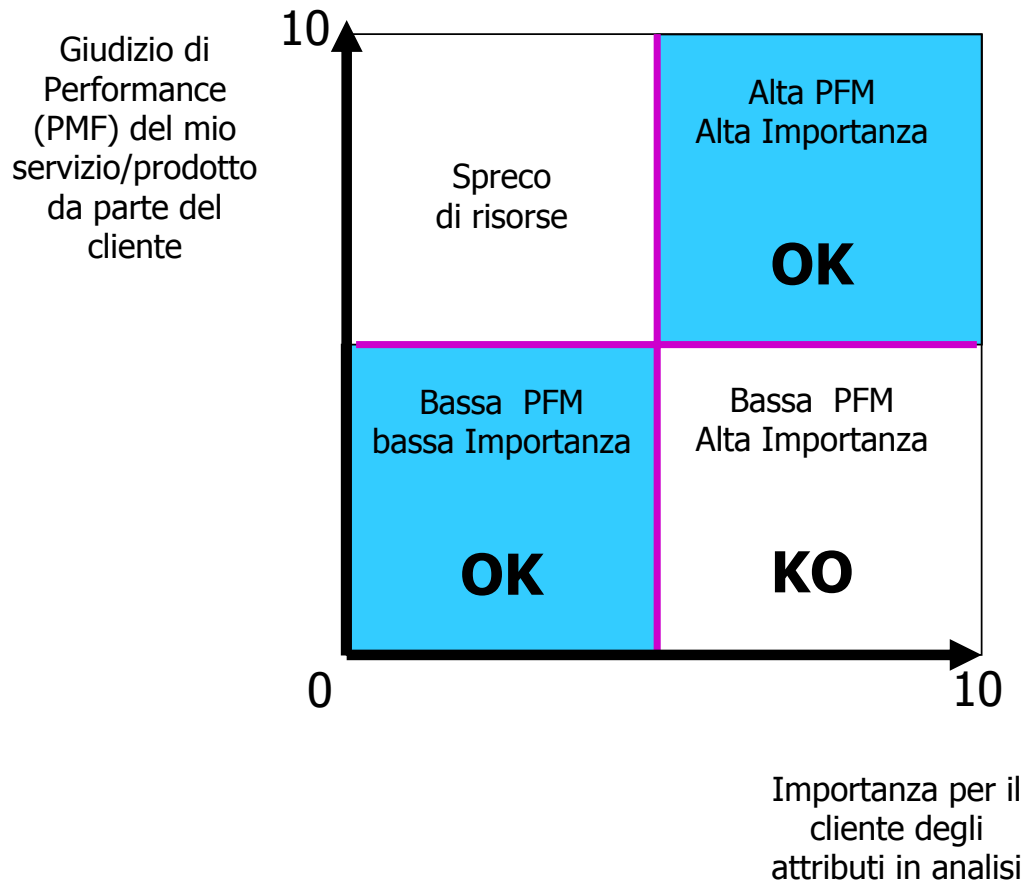 10
Giudizio di
Performance
(PMF) del mio
servizio/prodotto
da parte del
cliente
Spreco
di risorse
Alta PFM
Alta Importanza
OK
Bassa PFM
bassa Importanza
OK
Bassa PFM
Alta Importanza
KO
0
10
Importanza per il
cliente degli
attributi in analisi